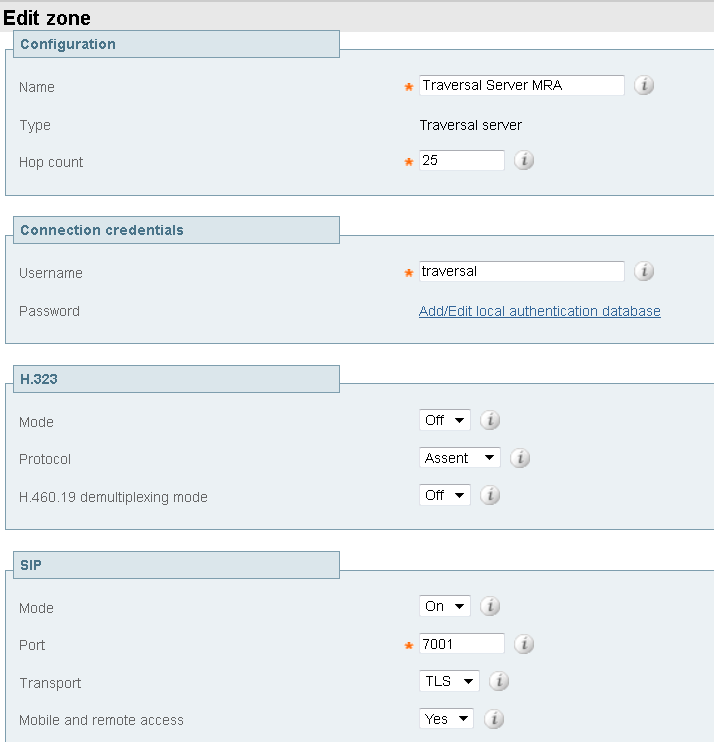 Edit zone
Configuration
Name * Traversal Server MRA i
Type Traversal server
Hop count * 25 i
Connection credentials
Username * traversal i
Password Add/Edit local authentication database
H.323
Mode Off i
Protocol Assent i
H.460.19 demultiplexing mode Off i
SIP
Mode On i
Port * 7001 i
Transport TLS i
Mobile and remote access Yes i